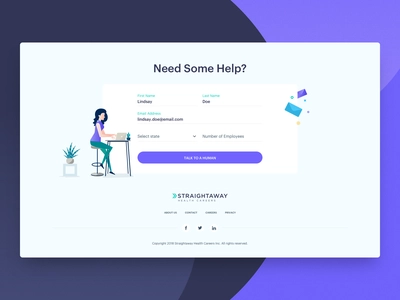 Need Some Help?
First Name Last Name
Lindsay Doe
Email Address
lindsay.doe@email.com
Select state Number of Employees
TALK TO A HUMAN
STRAIGHTAWAY
HEALTH CAREERS
ABOUT US CONTACT CAREERS PRIVACY
Copyright 2018 Straightaway Health Careers Inc. All rights reserved.